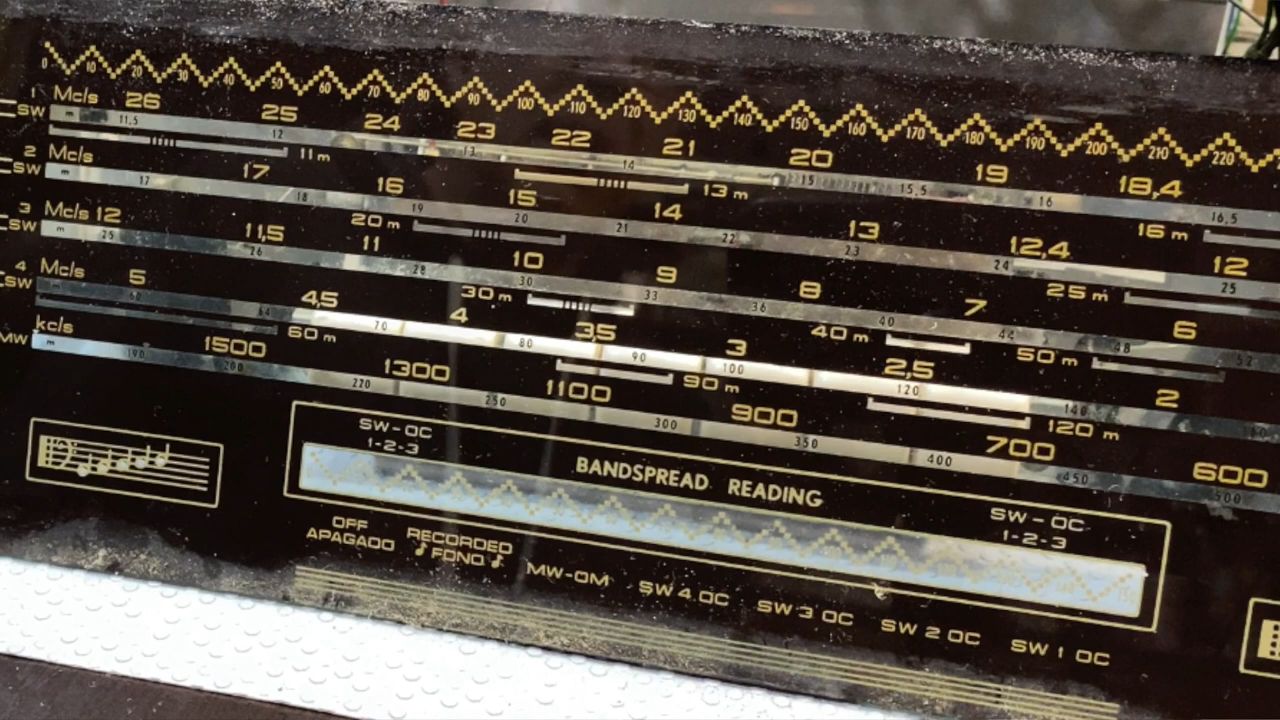 0 10 20 30 40 50 60 70 80 90 100 110 120 130 140 150 160 170 180 190 200 210 220
1 SW Mcls 26 25 24 23 22 21 20 19 18,4
m 11,5 12 13 14 15 15,5 16 16,5
11 m 13 m 16 m
2 SW Mcls 17 16 15 14 13 12,4 12
m 17 18 19 20 21 22 23 24 25
20 m 25 m
3 SW Mcls 12 11,5 11 10 9 8 7 6
m 25 26 28 30 33 36 40 44 48 52
30 m 40 m 50 m
4 SW Mcls 5 4,5 4 3,5 3 2,5 2
60 64 70 80 90 100 120 140 160
60 m 90 m 120 m
MW kcls 1500 1300 1100 900 700 600
m 190 200 220 250 300 350 400 450 500
SW-OC
1-2-3
BANDSPREAD READING
SW-OC
1-2-3
OFF
APAGADO
RECORDED
FONO
MW-OM
SW 4 OC
SW 3 OC
SW 2 OC
SW 1 OC